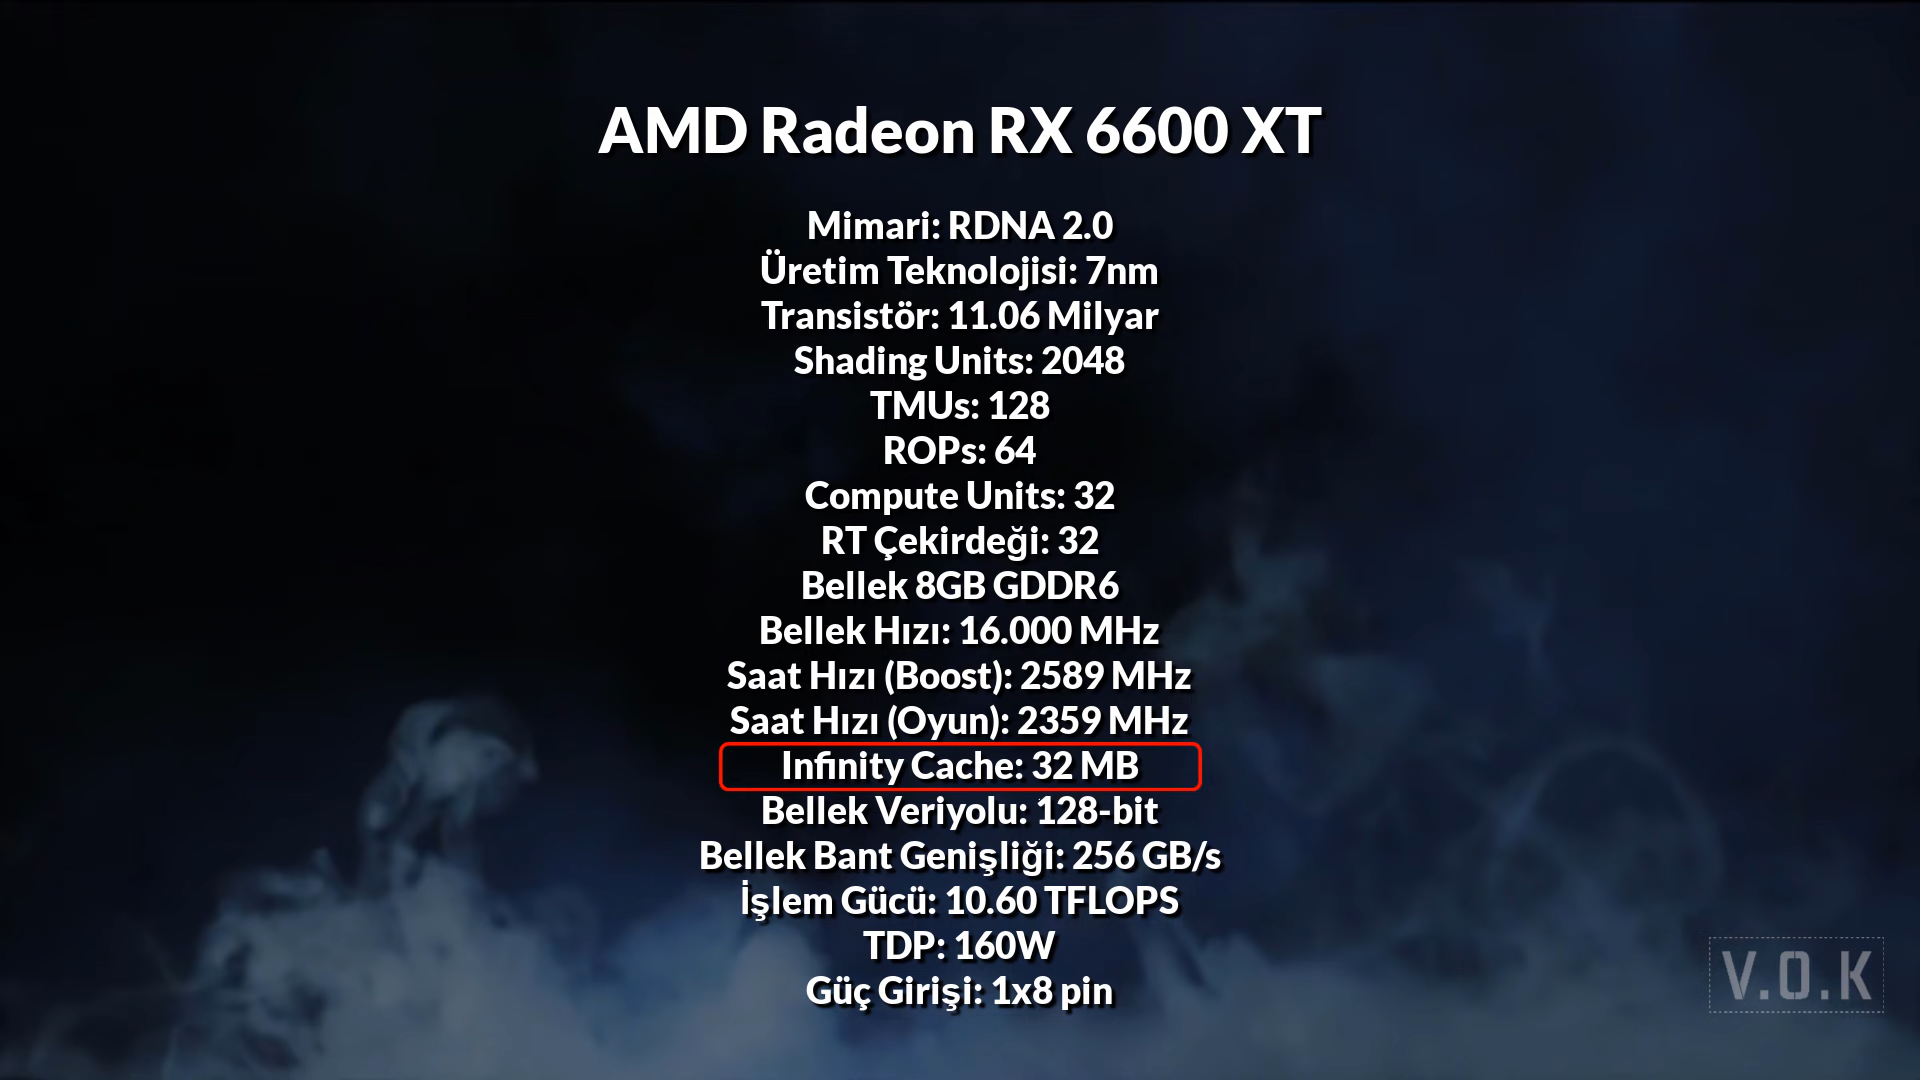 AMD Radeon RX 6600 XT
Mimari: RDNA 2.0
Üretim Teknolojisi: 7nm
Transistör: 11.06 Milyar
Shading Units: 2048
TMUs: 128
ROPs: 64
Compute Units: 32
RT Çekirdeği: 32
Bellek 8GB GDDR6
Bellek Hızı: 16.000 MHz
Saat Hızı (Boost): 2589 MHz
Saat Hızı (Oyun): 2359 MHz
Infinity Cache: 32 MB
Bellek Veriyolu: 128-bit
Bellek Bant Genişliği: 256 GB/s
İşlem Gücü: 10.60 TFLOPS
TDP: 160W
Güç Girişi: 1x8 pin
V.O.K